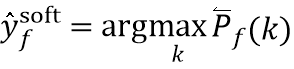 ŷ_f^soft = argmax_k P̅_f(k)